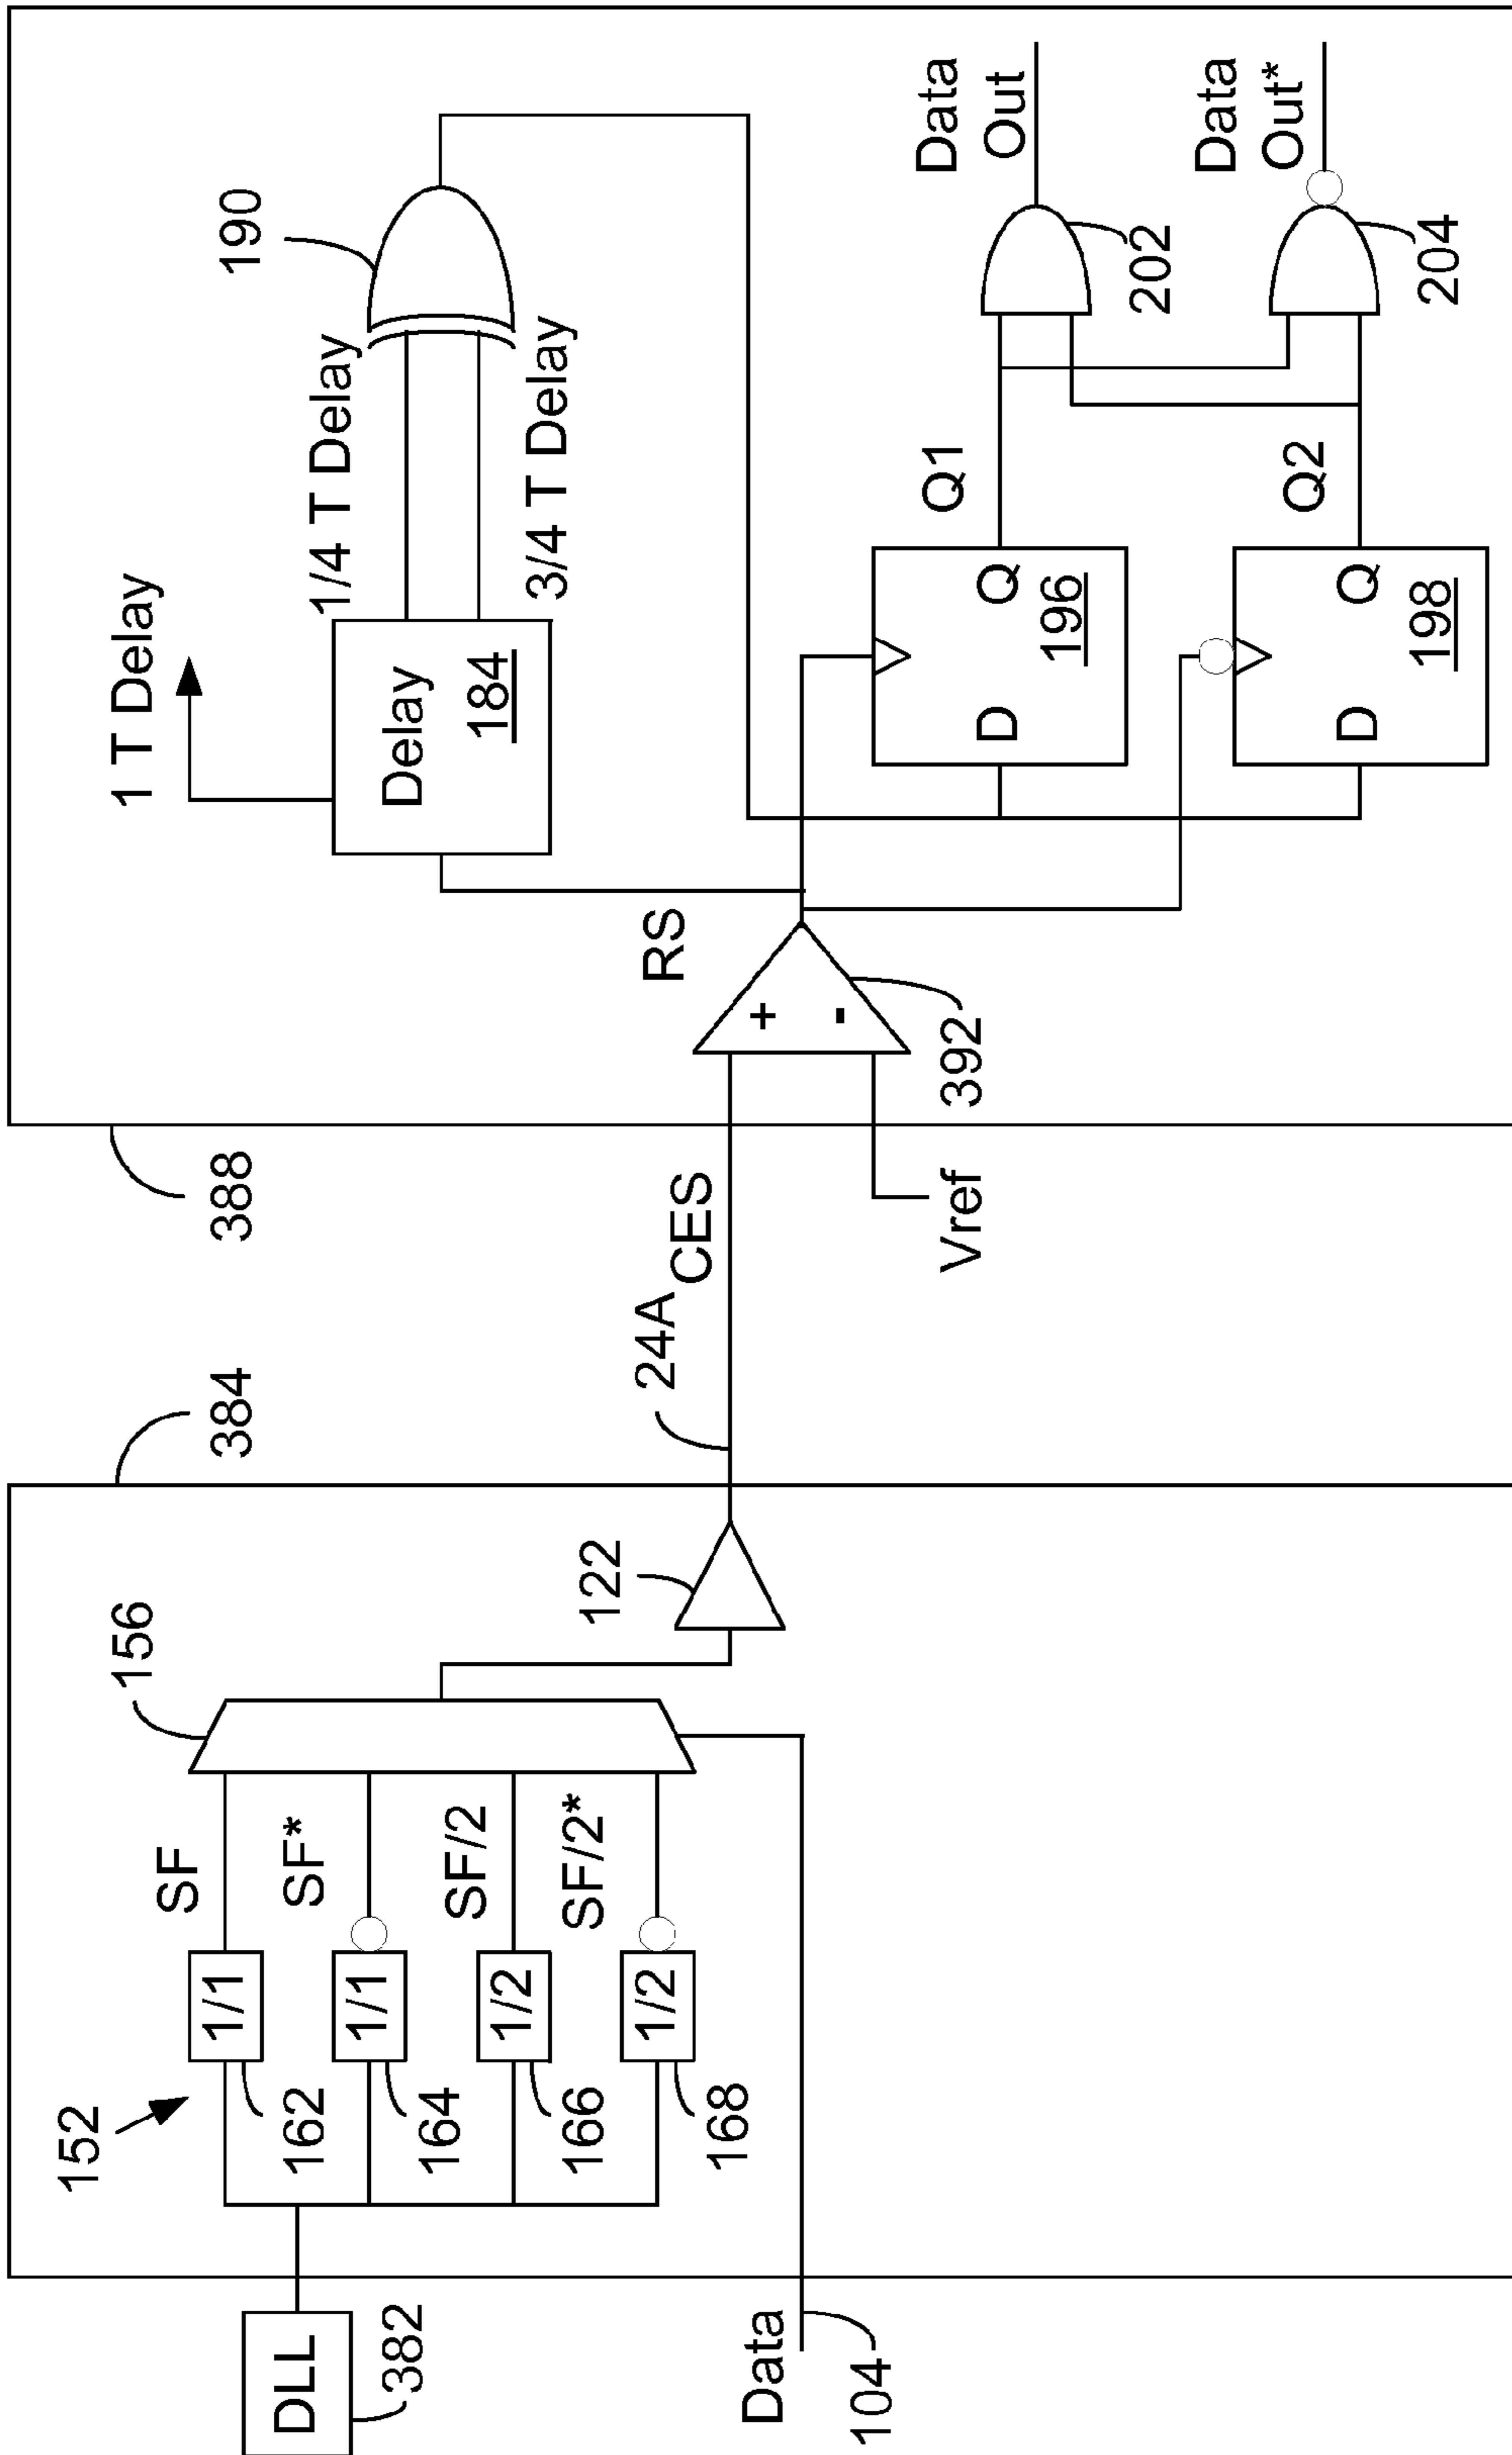 DLL
382
Data
104
152
162
164
166
168
1/1
1/1
1/2
1/2
SF
SF*
SF/2
SF/2*
156
122
384
24A
CES
Vref
388
392
+
-
RS
1 T Delay
Delay
184
1/4 T Delay
3/4 T Delay
190
D
Q
196
D
Q
198
Q1
Q2
202
204
Data
Out
Data
Out*